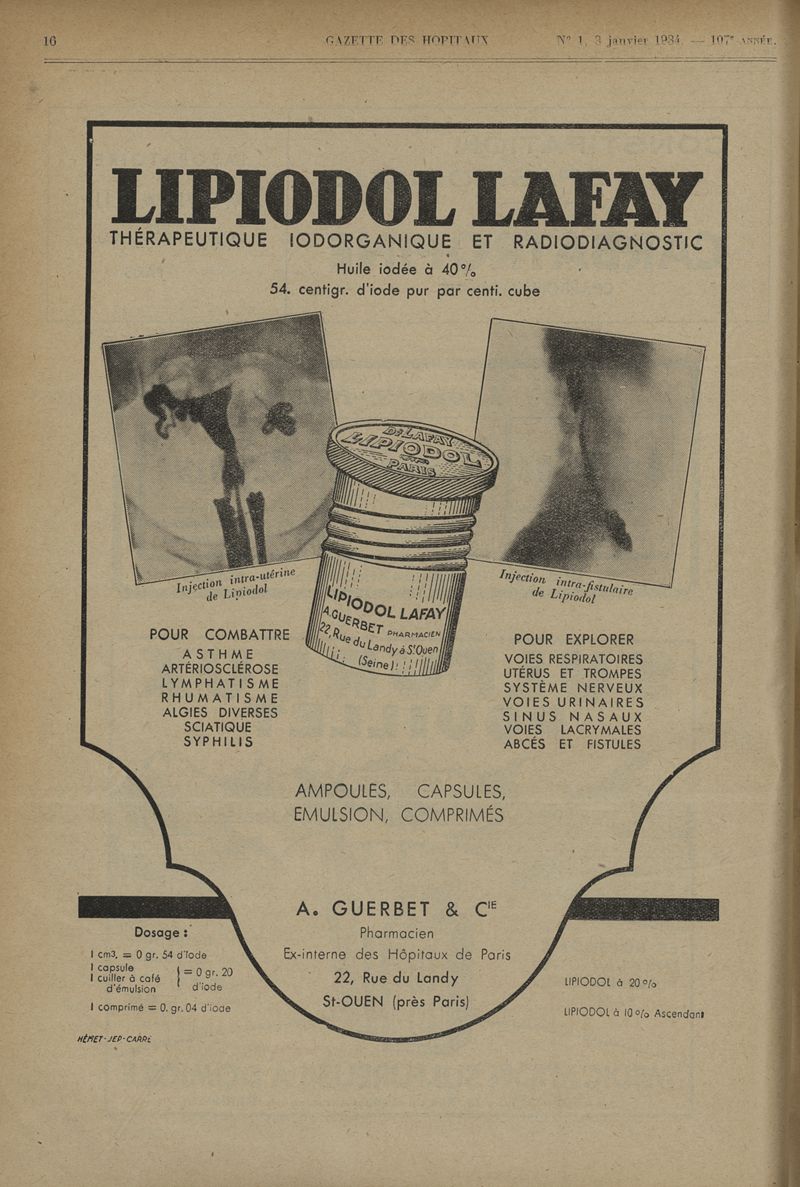 16
GAZETTE DES HOPITAUX
N° 1, 3 janvier 1934. — 107e ANNÉE.
LIPIODOL LAFAY
THÉRAPEUTIQUE IODORGANIQUE ET RADIODIAGNOSTIC
Huile iodée à 40%
54. centigr. d'iode pur par centi. cube
Dr LAFAY
LIPIODOL
PARIS
Injection intra-utérine
de Lipiodol
Injection intra-fistulaire
de Lipiodol
LIPIODOL LAFAY
A. GUERBET PHARMACIEN
22, Rue du Landy à St Ouen
(Seine)
POUR COMBATTRE
ASTHME
ARTÉRIOSCLÉROSE
LYMPHATISME
RHUMATISME
ALGIES DIVERSES
SCIATIQUE
SYPHILIS
POUR EXPLORER
VOIES RESPIRATOIRES
UTÉRUS ET TROMPES
SYSTÈME NERVEUX
VOIES URINAIRES
SINUS NASAUX
VOIES LACRYMALES
ABCÉS ET FISTULES
AMPOULES, CAPSULES,
EMULSION, COMPRIMÉS
A. GUERBET & CIE
Pharmacien
Ex-interne des Hôpitaux de Paris
22, Rue du Landy
St-OUEN (près Paris)
Dosage :
1 cm3, = 0 gr. 54 d'Iode
1 capsule
1 cuiller à café
d'émulsion
= 0 gr. 20
d'iode
1 comprimé = 0. gr. 04 d'iode
LIPIODOL à 20%
LIPIODOL à 10% Ascendant
HÉMET-JEP-CARRÉ